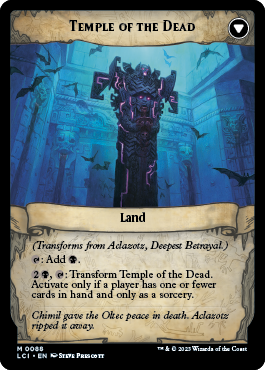 Temple of the Dead
Land
(Transforms from Aclazotz, Deepest Betrayal.)
: Add .
2 , : Transform Temple of the Dead.
Activate only if a player has one or fewer
cards in hand and only as a sorcery.
Chimil gave the Oltec peace in death. Aclazotz
ripped it away.
M 0088
LCI • EN Steve Prescott
™ & © 2023 Wizards of the Coast